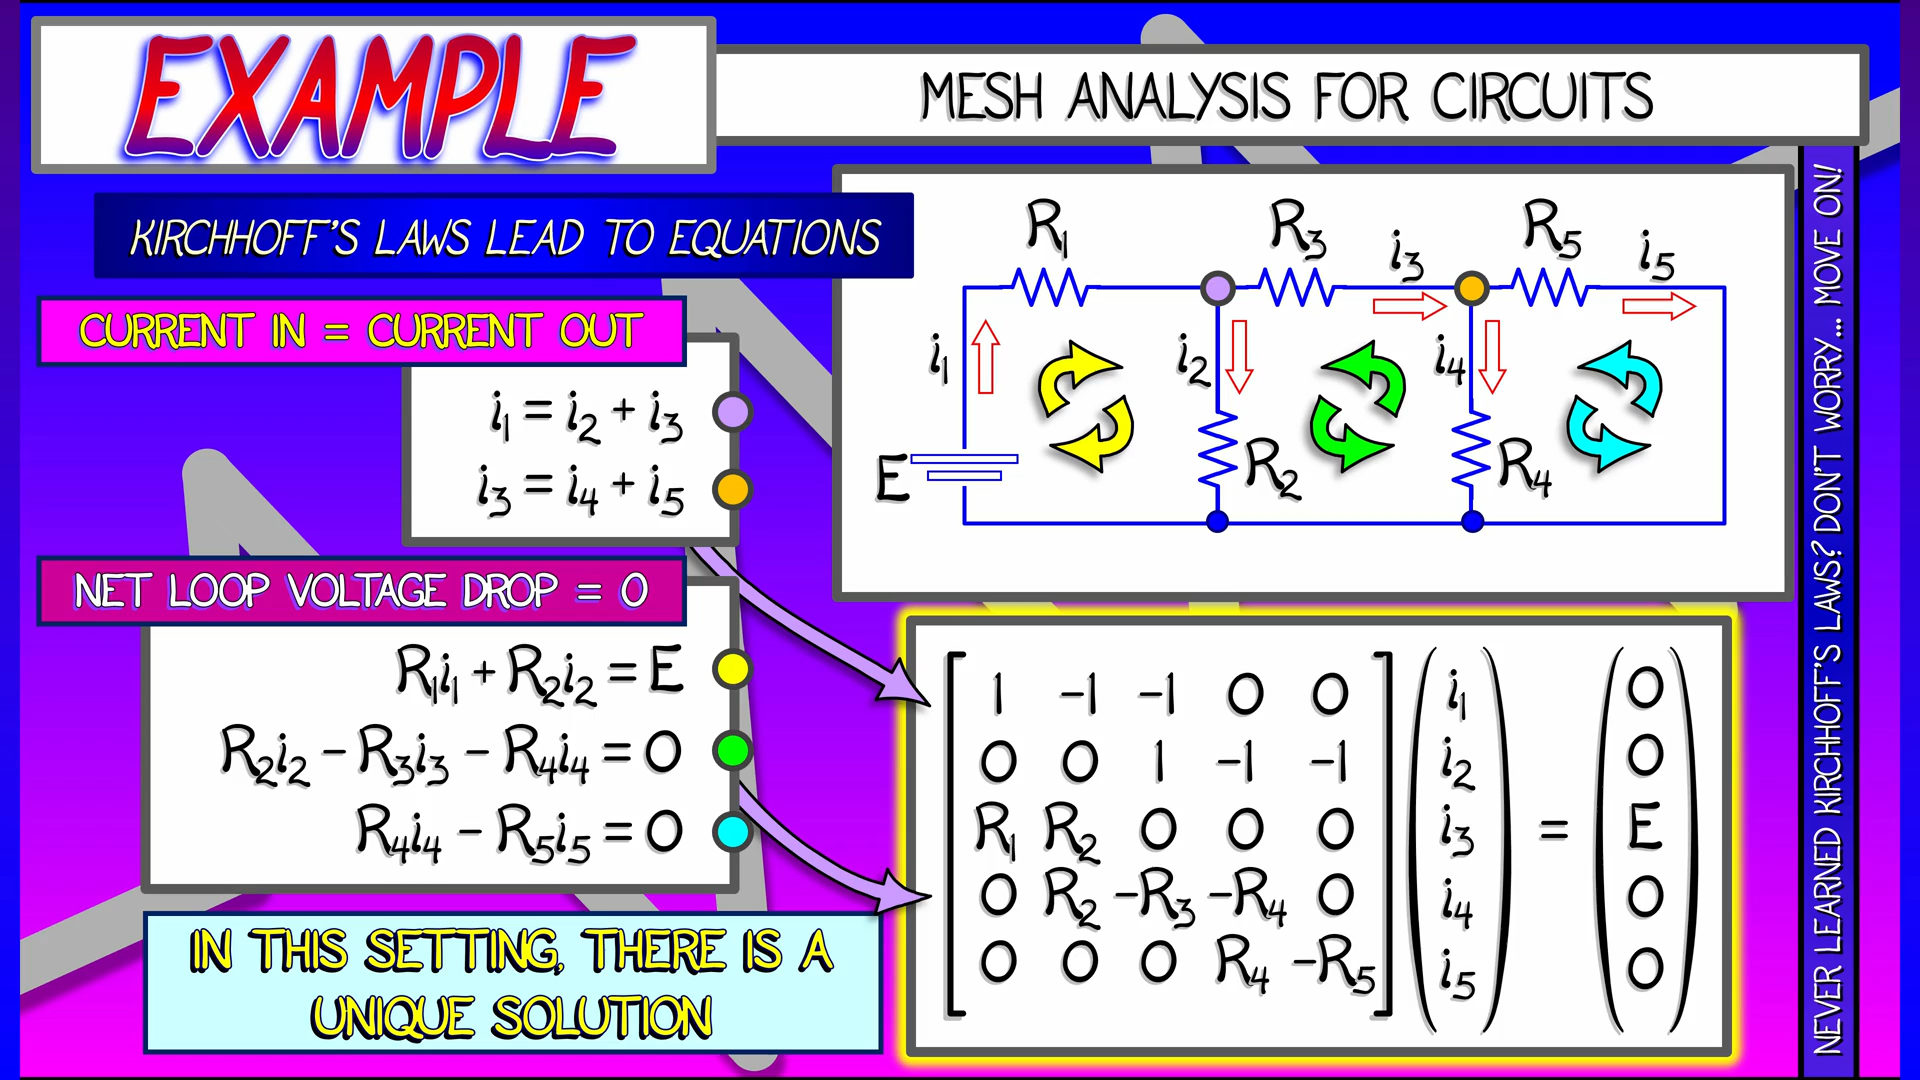 EXAMPLE
MESH ANALYSIS FOR CIRCUITS
KIRCHHOFF'S LAWS LEAD TO EQUATIONS
CURRENT IN = CURRENT OUT
i₁ = i₂ + i₃
i₃ = i₄ + i₅
NET LOOP VOLTAGE DROP = 0
R₁i₁ + R₂i₂ = E
R₂i₂ − R₃i₃ − R₄i₄ = 0
R₄i₄ − R₅i₅ = 0
IN THIS SETTING, THERE IS A
UNIQUE SOLUTION
R₁ R₃ i₃ R₅ i₅
i₁ i₂ i₄
E R₂ R₄
1 −1 −1 0 0 i₁ 0
0 0 1 −1 −1 i₂ 0
R₁ R₂ 0 0 0 i₃ = E
0 R₂ −R₃ −R₄ 0 i₄ 0
0 0 0 R₄ −R₅ i₅ 0
NEVER LEARNED KIRCHHOFF'S LAWS? DON'T WORRY... MOVE ON!